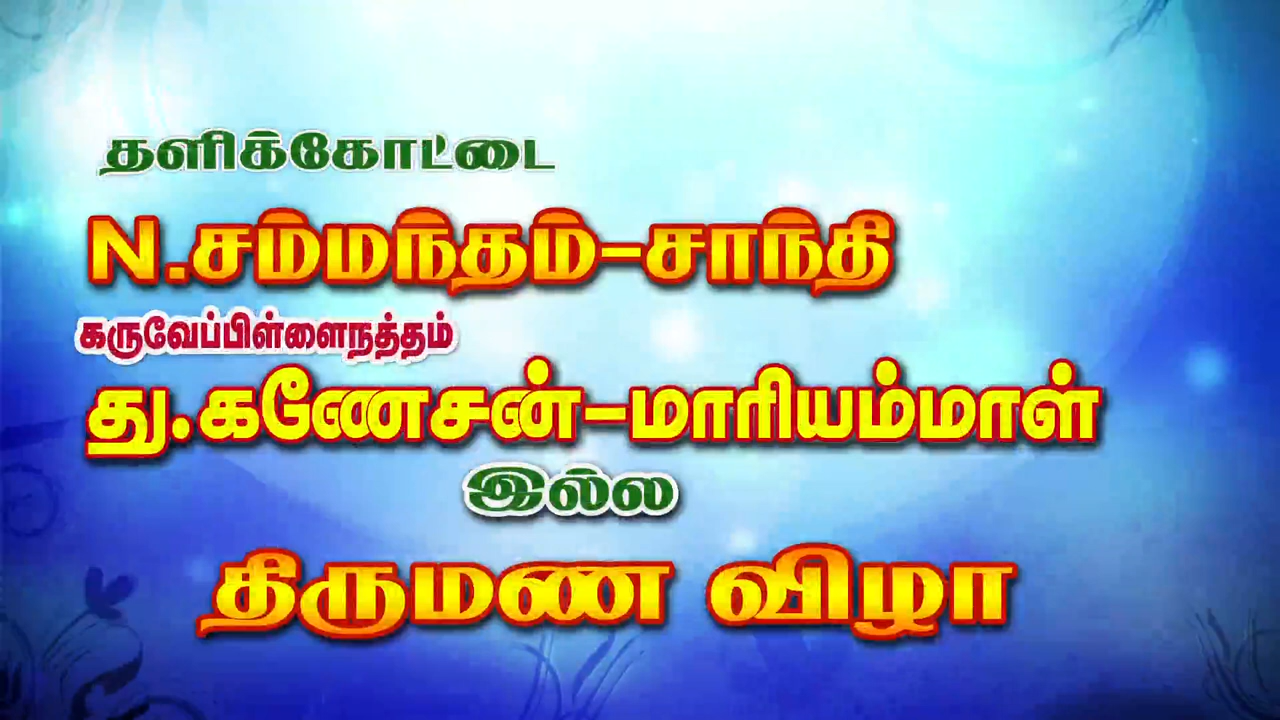 தளிக்கோட்டை
N.சம்மந்தம்-சாந்தி
கருவேப்பிள்ளைநத்தம்
து.கணேசன்-மாரியம்மாள்
இல்ல
திருமண விழா